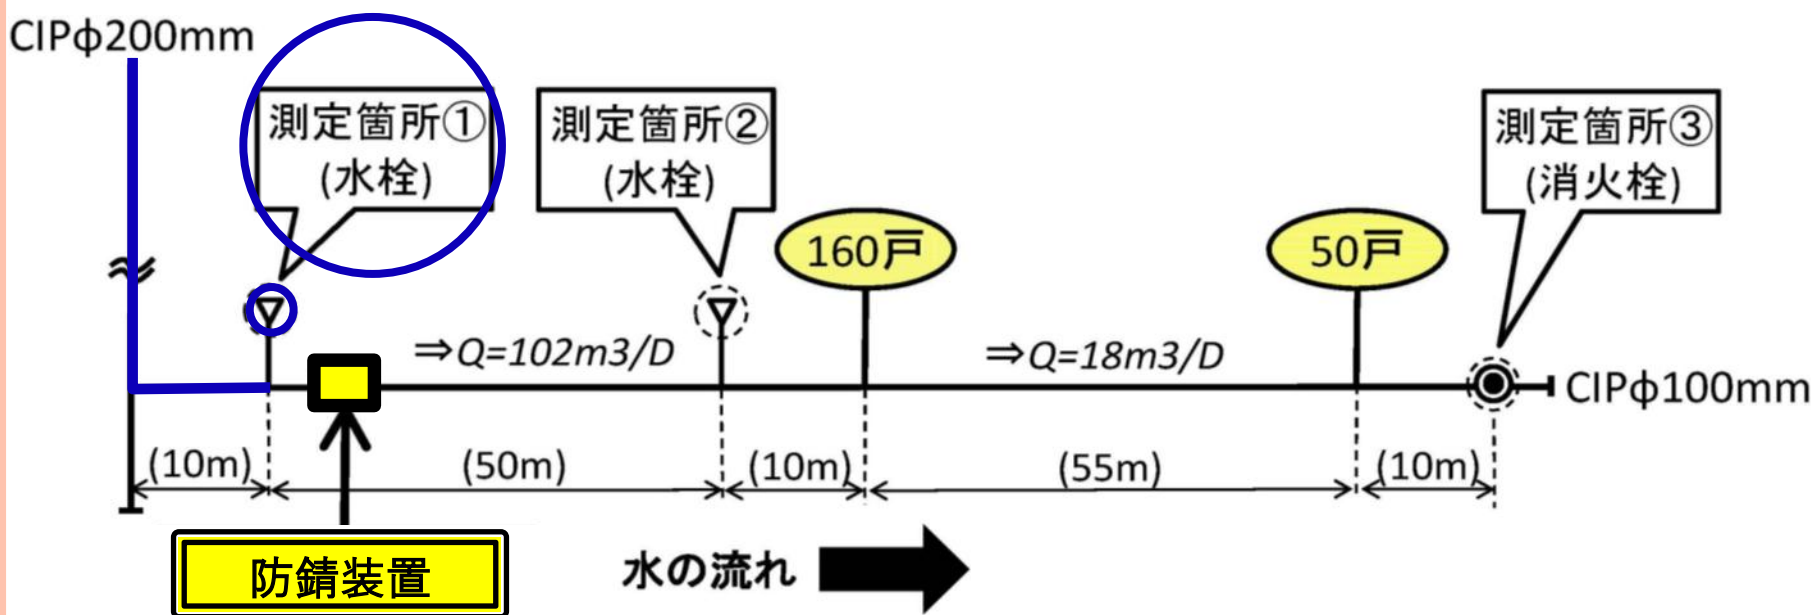 CIPϕ200mm
測定箇所①
(水栓)
測定箇所②
(水栓)
測定箇所③
(消火栓)
160戸
50戸
⇒Q=102m3/D
⇒Q=18m3/D
CIPϕ100mm
(10m)
(50m)
(10m)
(55m)
(10m)
防錆装置
水の流れ